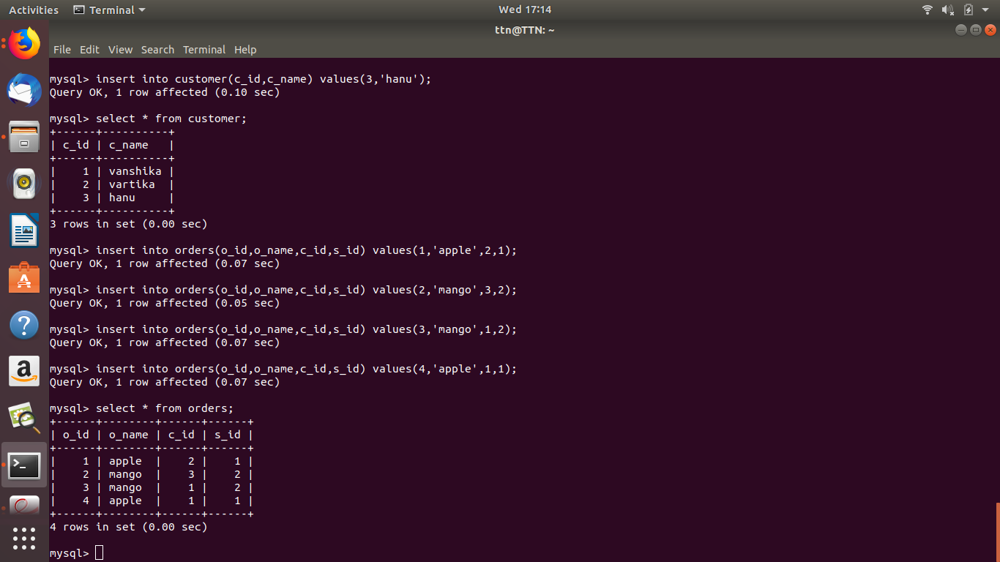 Activities Terminal Wed 17:14
ttn@TTN: ~
File Edit View Search Terminal Help
mysql> insert into customer(c_id,c_name) values(3,'hanu');
Query OK, 1 row affected (0.10 sec)
mysql> select * from customer;
+------+----------+
| c_id | c_name   |
+------+----------+
|    1 | vanshika |
|    2 | vartika  |
|    3 | hanu     |
+------+----------+
3 rows in set (0.00 sec)
mysql> insert into orders(o_id,o_name,c_id,s_id) values(1,'apple',2,1);
Query OK, 1 row affected (0.07 sec)
mysql> insert into orders(o_id,o_name,c_id,s_id) values(2,'mango',3,2);
Query OK, 1 row affected (0.05 sec)
mysql> insert into orders(o_id,o_name,c_id,s_id) values(3,'mango',1,2);
Query OK, 1 row affected (0.07 sec)
mysql> insert into orders(o_id,o_name,c_id,s_id) values(4,'apple',1,1);
Query OK, 1 row affected (0.07 sec)
mysql> select * from orders;
+------+--------+------+------+
| o_id | o_name | c_id | s_id |
+------+--------+------+------+
|    1 | apple  |    2 |    1 |
|    2 | mango  |    3 |    2 |
|    3 | mango  |    1 |    2 |
|    4 | apple  |    1 |    1 |
+------+--------+------+------+
4 rows in set (0.00 sec)
mysql>